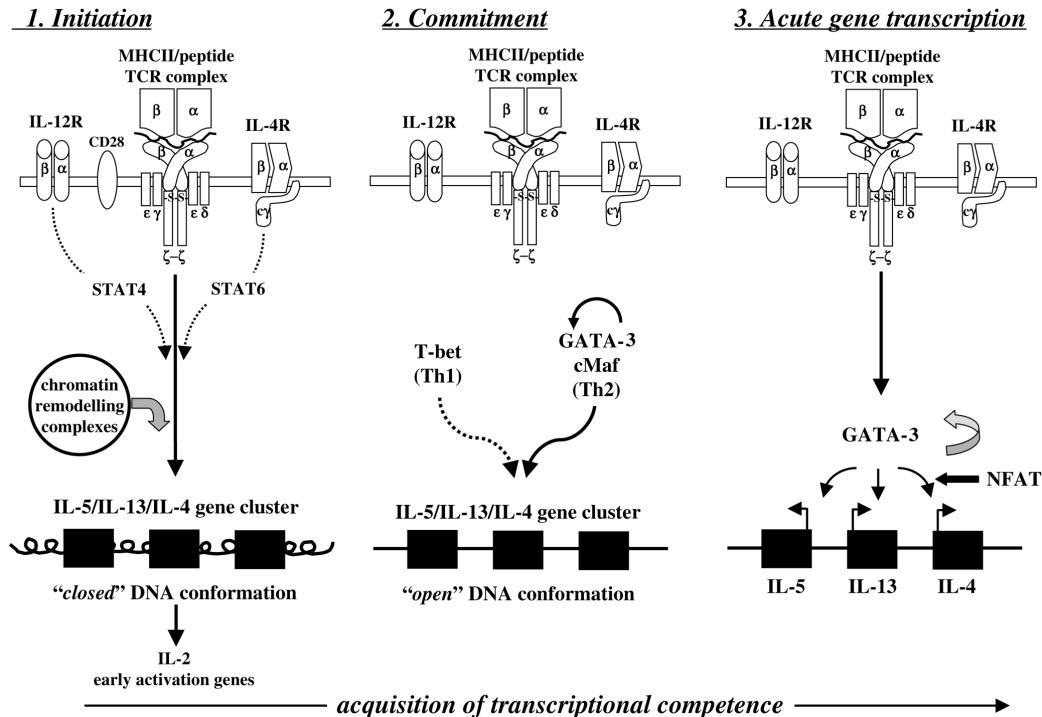 1. Initiation
MHCII/peptide
TCR complex
β α
IL-12R
CD28
IL-4R
β α
β α
β α
ε γ
-S-S-
ε δ
cγ
ζ–ζ
STAT4
STAT6
chromatin
remodelling
complexes
IL-5/IL-13/IL-4 gene cluster
“closed” DNA conformation
IL-2
early activation genes
2. Commitment
MHCII/peptide
TCR complex
β α
IL-12R
IL-4R
β α
β α
β α
ε γ
-S-S-
ε δ
cγ
ζ–ζ
T-bet
(Th1)
GATA-3
cMaf
(Th2)
IL-5/IL-13/IL-4 gene cluster
“open” DNA conformation
3. Acute gene transcription
MHCII/peptide
TCR complex
β α
IL-12R
IL-4R
β α
β α
β α
ε γ
-S-S-
ε δ
cγ
ζ–ζ
GATA-3
NFAT
IL-5
IL-13
IL-4
acquisition of transcriptional competence